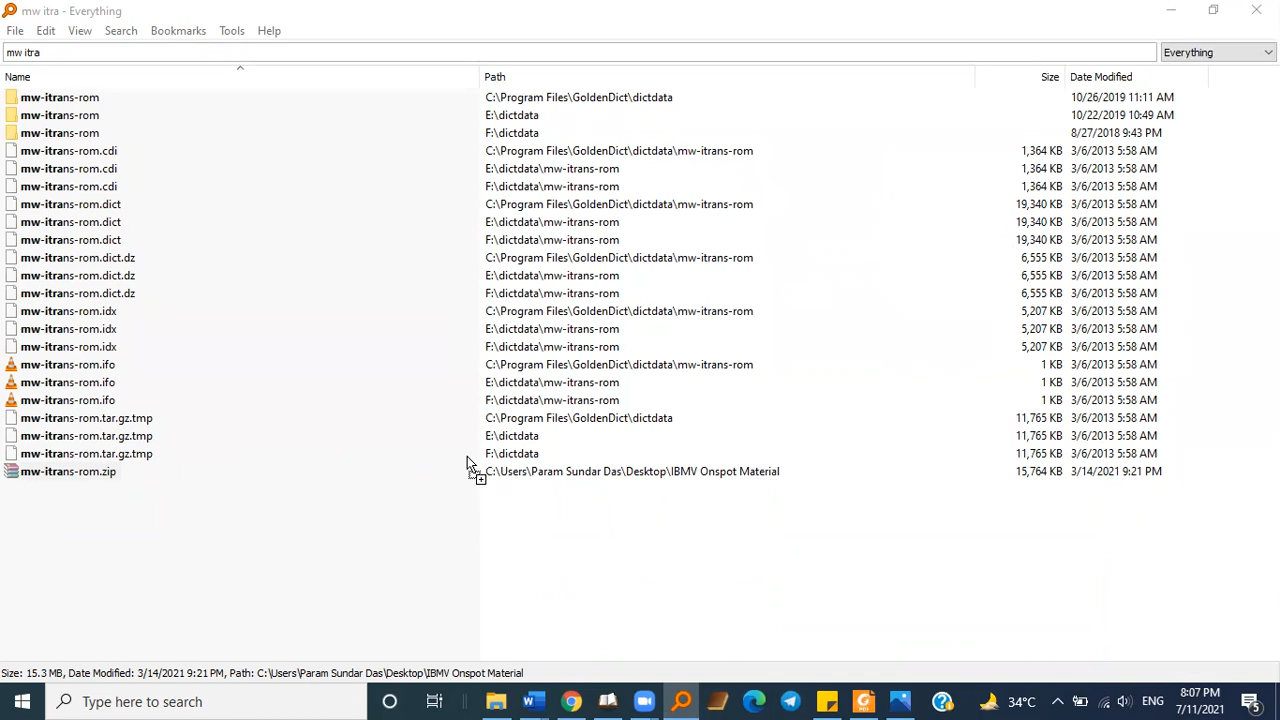 mw itra - Everything
File Edit View Search Bookmarks Tools Help
mw itra Everything
Name Path Size Date Modified
mw-itrans-rom C:\Program Files\GoldenDict\dictdata 10/26/2019 11:11 AM
mw-itrans-rom E:\dictdata 10/22/2019 10:49 AM
mw-itrans-rom F:\dictdata 8/27/2018 9:43 PM
mw-itrans-rom.cdi C:\Program Files\GoldenDict\dictdata\mw-itrans-rom 1,364 KB 3/6/2013 5:58 AM
mw-itrans-rom.cdi E:\dictdata\mw-itrans-rom 1,364 KB 3/6/2013 5:58 AM
mw-itrans-rom.cdi F:\dictdata\mw-itrans-rom 1,364 KB 3/6/2013 5:58 AM
mw-itrans-rom.dict C:\Program Files\GoldenDict\dictdata\mw-itrans-rom 19,340 KB 3/6/2013 5:58 AM
mw-itrans-rom.dict E:\dictdata\mw-itrans-rom 19,340 KB 3/6/2013 5:58 AM
mw-itrans-rom.dict F:\dictdata\mw-itrans-rom 19,340 KB 3/6/2013 5:58 AM
mw-itrans-rom.dict.dz C:\Program Files\GoldenDict\dictdata\mw-itrans-rom 6,555 KB 3/6/2013 5:58 AM
mw-itrans-rom.dict.dz E:\dictdata\mw-itrans-rom 6,555 KB 3/6/2013 5:58 AM
mw-itrans-rom.dict.dz F:\dictdata\mw-itrans-rom 6,555 KB 3/6/2013 5:58 AM
mw-itrans-rom.idx C:\Program Files\GoldenDict\dictdata\mw-itrans-rom 5,207 KB 3/6/2013 5:58 AM
mw-itrans-rom.idx E:\dictdata\mw-itrans-rom 5,207 KB 3/6/2013 5:58 AM
mw-itrans-rom.idx F:\dictdata\mw-itrans-rom 5,207 KB 3/6/2013 5:58 AM
mw-itrans-rom.ifo C:\Program Files\GoldenDict\dictdata\mw-itrans-rom 1 KB 3/6/2013 5:58 AM
mw-itrans-rom.ifo E:\dictdata\mw-itrans-rom 1 KB 3/6/2013 5:58 AM
mw-itrans-rom.ifo F:\dictdata\mw-itrans-rom 1 KB 3/6/2013 5:58 AM
mw-itrans-rom.tar.gz.tmp C:\Program Files\GoldenDict\dictdata 11,765 KB 3/6/2013 5:58 AM
mw-itrans-rom.tar.gz.tmp E:\dictdata 11,765 KB 3/6/2013 5:58 AM
mw-itrans-rom.tar.gz.tmp F:\dictdata 11,765 KB 3/6/2013 5:58 AM
mw-itrans-rom.zip C:\Users\Param Sundar Das\Desktop\IBMV Onspot Material 15,764 KB 3/14/2021 9:21 PM
Size: 15.3 MB, Date Modified: 3/14/2021 9:21 PM, Path: C:\Users\Param Sundar Das\Desktop\IBMV Onspot Material
Type here to search 34°C ENG 8:07 PM
7/11/2021 5